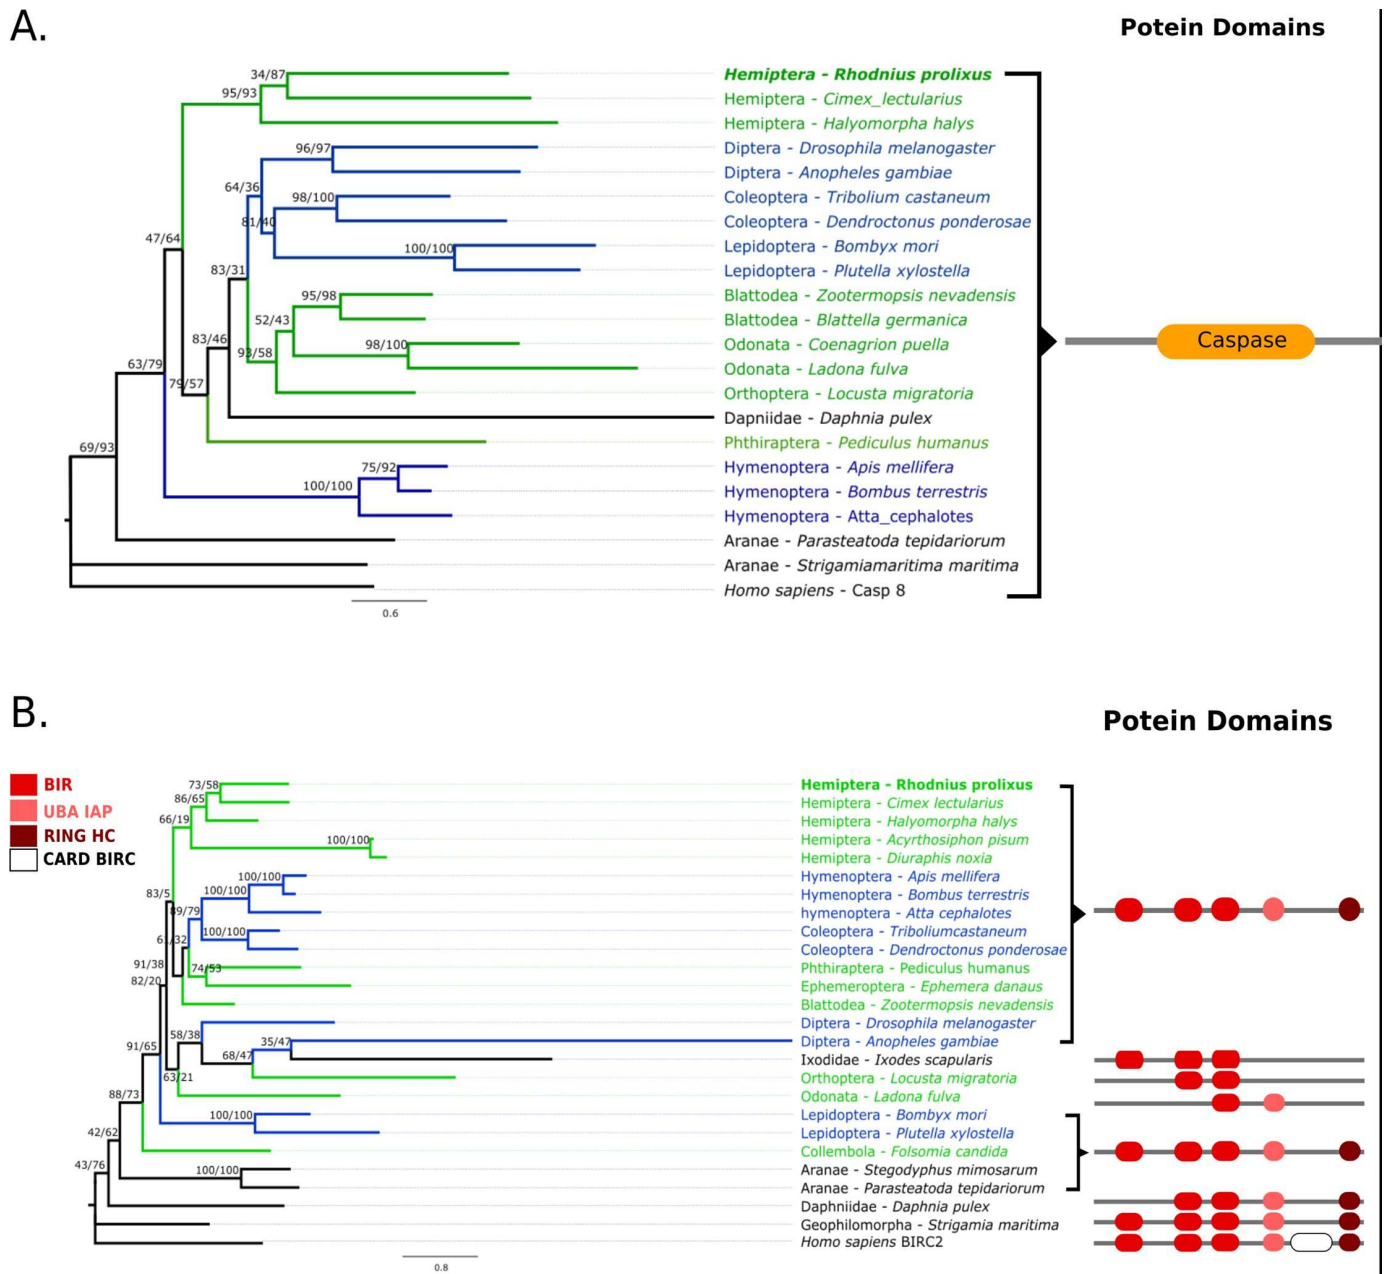 A.
Potein Domains
34/87
Hemiptera - Rhodnius prolixus
95/93
Hemiptera - Cimex_lectularius
Hemiptera - Halyomorpha halys
96/97
Diptera - Drosophila melanogaster
Diptera - Anopheles gambiae
64/36
98/100
Coleoptera - Tribolium castaneum
81/40
Coleoptera - Dendroctonus ponderosae
47/64
100/100
Lepidoptera - Bombyx mori
83/31
Lepidoptera - Plutella xylostella
95/98
Blattodea - Zootermopsis nevadensis
52/43
Blattodea - Blattella germanica
83/46
98/100
Odonata - Coenagrion puella
Caspase
93/58
63/79
Odonata - Ladona fulva
79/57
Orthoptera - Locusta migratoria
Dapniidae - Daphnia pulex
69/93
Phthiraptera - Pediculus humanus
75/92
Hymenoptera - Apis mellifera
100/100
Hymenoptera - Bombus terrestris
Hymenoptera - Atta_cephalotes
Aranae - Parasteatoda tepidariorum
Aranae - Strigamiamaritima maritima
Homo sapiens - Casp 8
0.6
B.
Potein Domains
BIR
UBA IAP
RING HC
CARD BIRC
73/58
Hemiptera - Rhodnius prolixus
86/65
Hemiptera - Cimex lectularius
66/19
Hemiptera - Halyomorpha halys
100/100
Hemiptera - Acyrthosiphon pisum
Hemiptera - Diuraphis noxia
100/100
Hymenoptera - Apis mellifera
83/5
100/100
Hymenoptera - Bombus terrestris
89/79
hymenoptera - Atta cephalotes
100/100
Coleoptera - Triboliumcastaneum
61/32
Coleoptera - Dendroctonus ponderosae
91/38
74/53
Phthiraptera - Pediculus humanus
82/20
Ephemeroptera - Ephemera danaus
Blattodea - Zootermopsis nevadensis
58/38
Diptera - Drosophila melanogaster
91/65
35/47
Diptera - Anopheles gambiae
68/47
Ixodidae - Ixodes scapularis
63/21
Orthoptera - Locusta migratoria
88/73
Odonata - Ladona fulva
100/100
Lepidoptera - Bombyx mori
42/62
Lepidoptera - Plutella xylostella
Collembola - Folsomia candida
43/76
100/100
Aranae - Stegodyphus mimosarum
Aranae - Parasteatoda tepidariorum
Daphniidae - Daphnia pulex
Geophilomorpha - Strigamia maritima
Homo sapiens BIRC2
0.8